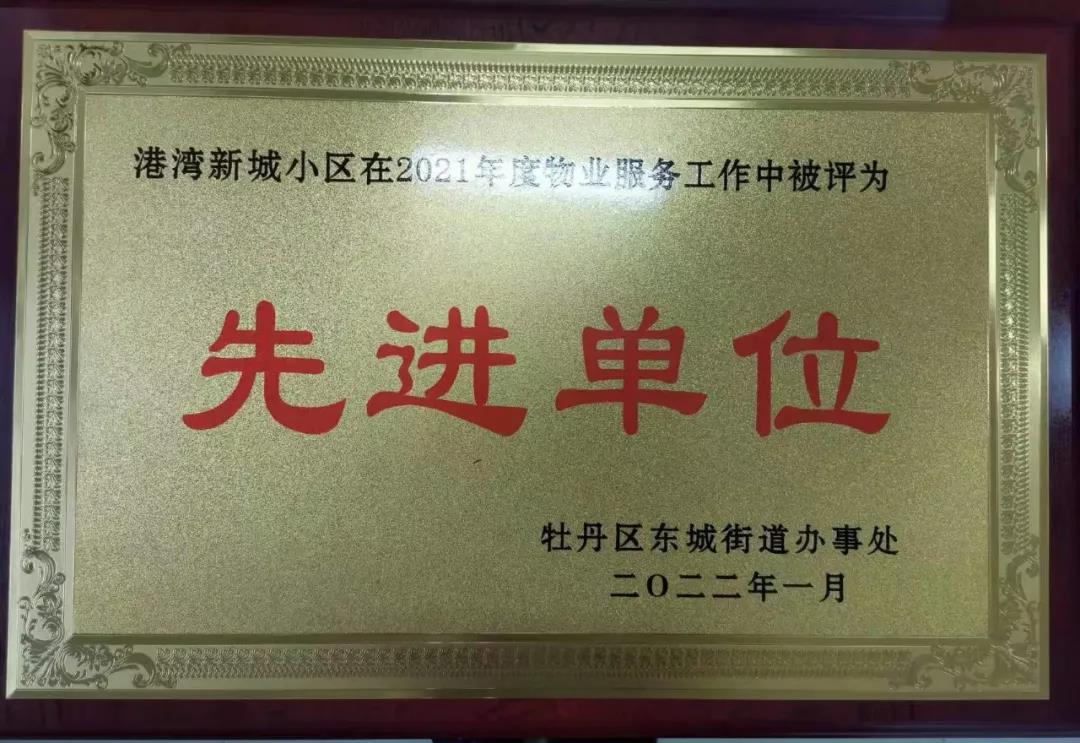 港湾新城小区在2021年度物业服务工作中被评为
先进单位
牡丹区东城街道办事处
二〇二二年一月